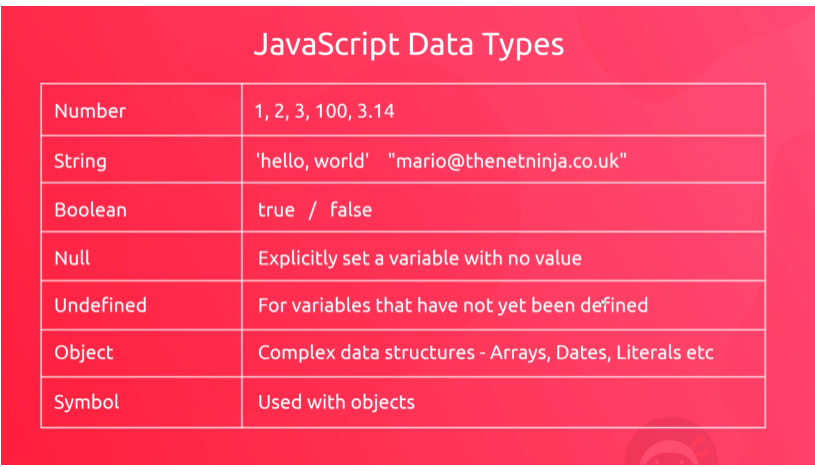 JavaScript Data Types
Number 1, 2, 3, 100, 3.14
String 'hello, world' "mario@thenetninja.co.uk"
Boolean true / false
Null Explicitly set a variable with no value
Undefined For variables that have not yet been defined
Object Complex data structures - Arrays, Dates, Literals etc
Symbol Used with objects